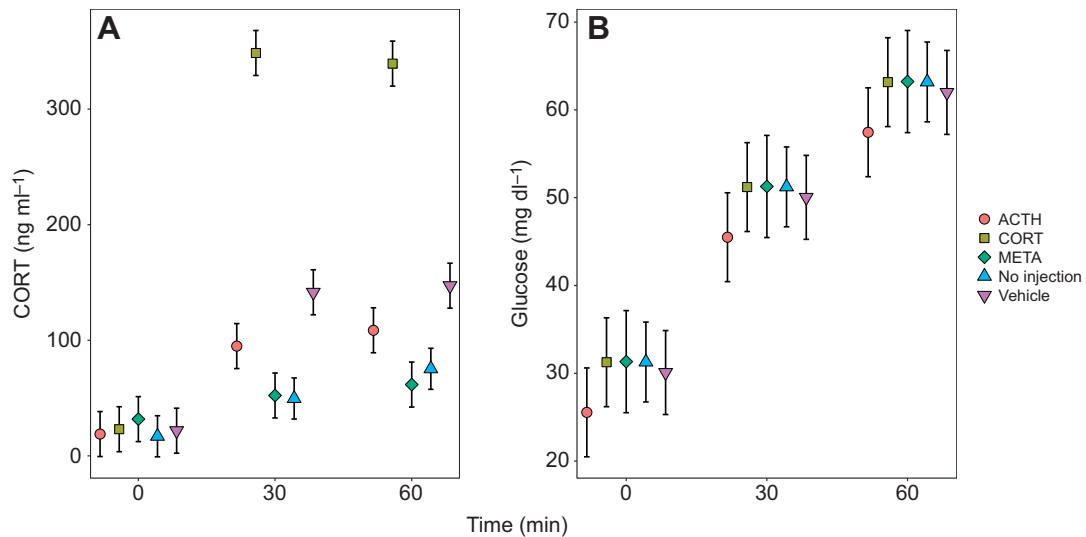 A
B
CORT (ng ml–1)
300
200
100
0
0
30
60
Glucose (mg dl–1)
70
60
50
40
30
20
0
30
60
Time (min)
ACTH
CORT
META
No injection
Vehicle